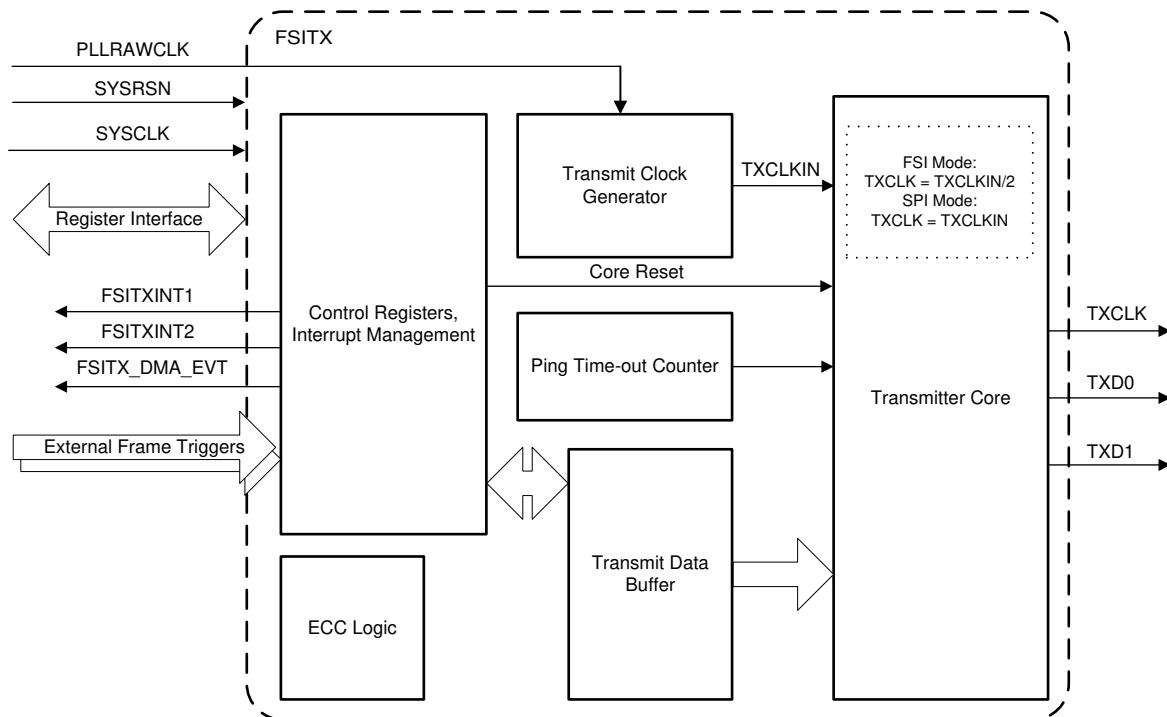 FSITX
PLLRAWCLK
SYSRSN
SYSCLK
Register Interface
FSITXINT1
FSITXINT2
FSITX_DMA_EVT
External Frame Triggers
Control Registers,
Interrupt Management
ECC Logic
Transmit Clock
Generator
TXCLKIN
Core Reset
Ping Time-out Counter
Transmit Data
Buffer
FSI Mode:
TXCLK = TXCLKIN/2
SPI Mode:
TXCLK = TXCLKIN
Transmitter Core
TXCLK
TXD0
TXD1